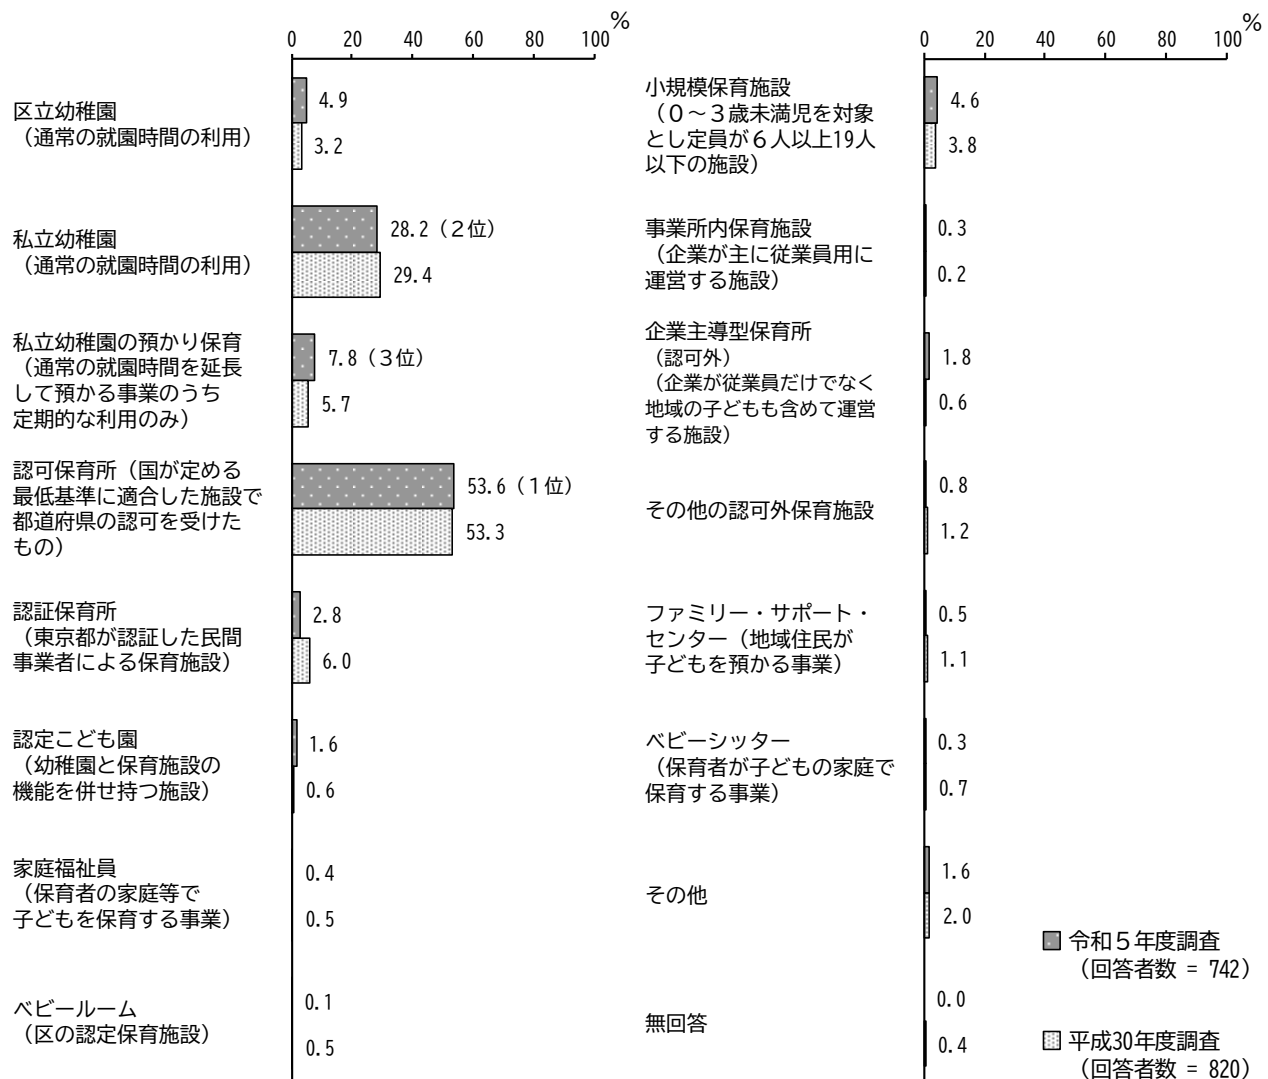 %
0 20 40 60 80 100
区立幼稚園
（通常の就園時間の利用）
4.9
3.2
私立幼稚園
（通常の就園時間の利用）
28.2（２位）
29.4
私立幼稚園の預かり保育
（通常の就園時間を延長
して預かる事業のうち
定期的な利用のみ）
7.8（３位）
5.7
認可保育所（国が定める
最低基準に適合した施設で
都道府県の認可を受けた
もの）
53.6（１位）
53.3
認証保育所
（東京都が認証した民間
事業者による保育施設）
2.8
6.0
認定こども園
（幼稚園と保育施設の
機能を併せ持つ施設）
1.6
0.6
家庭福祉員
（保育者の家庭等で
子どもを保育する事業）
0.4
0.5
ベビールーム
（区の認定保育施設）
0.1
0.5
%
0 20 40 60 80 100
小規模保育施設
（０～３歳未満児を対象
とし定員が６人以上19人
以下の施設）
4.6
3.8
事業所内保育施設
（企業が主に従業員用に
運営する施設）
0.3
0.2
企業主導型保育所
（認可外）
（企業が従業員だけでなく
地域の子どもも含めて運営
する施設）
1.8
0.6
その他の認可外保育施設
0.8
1.2
ファミリー・サポート・
センター（地域住民が
子どもを預かる事業）
0.5
1.1
ベビーシッター
（保育者が子どもの家庭で
保育する事業）
0.3
0.7
その他
1.6
2.0
無回答
0.0
0.4
令和５年度調査
（回答者数 = 742）
平成30年度調査
（回答者数 = 820）